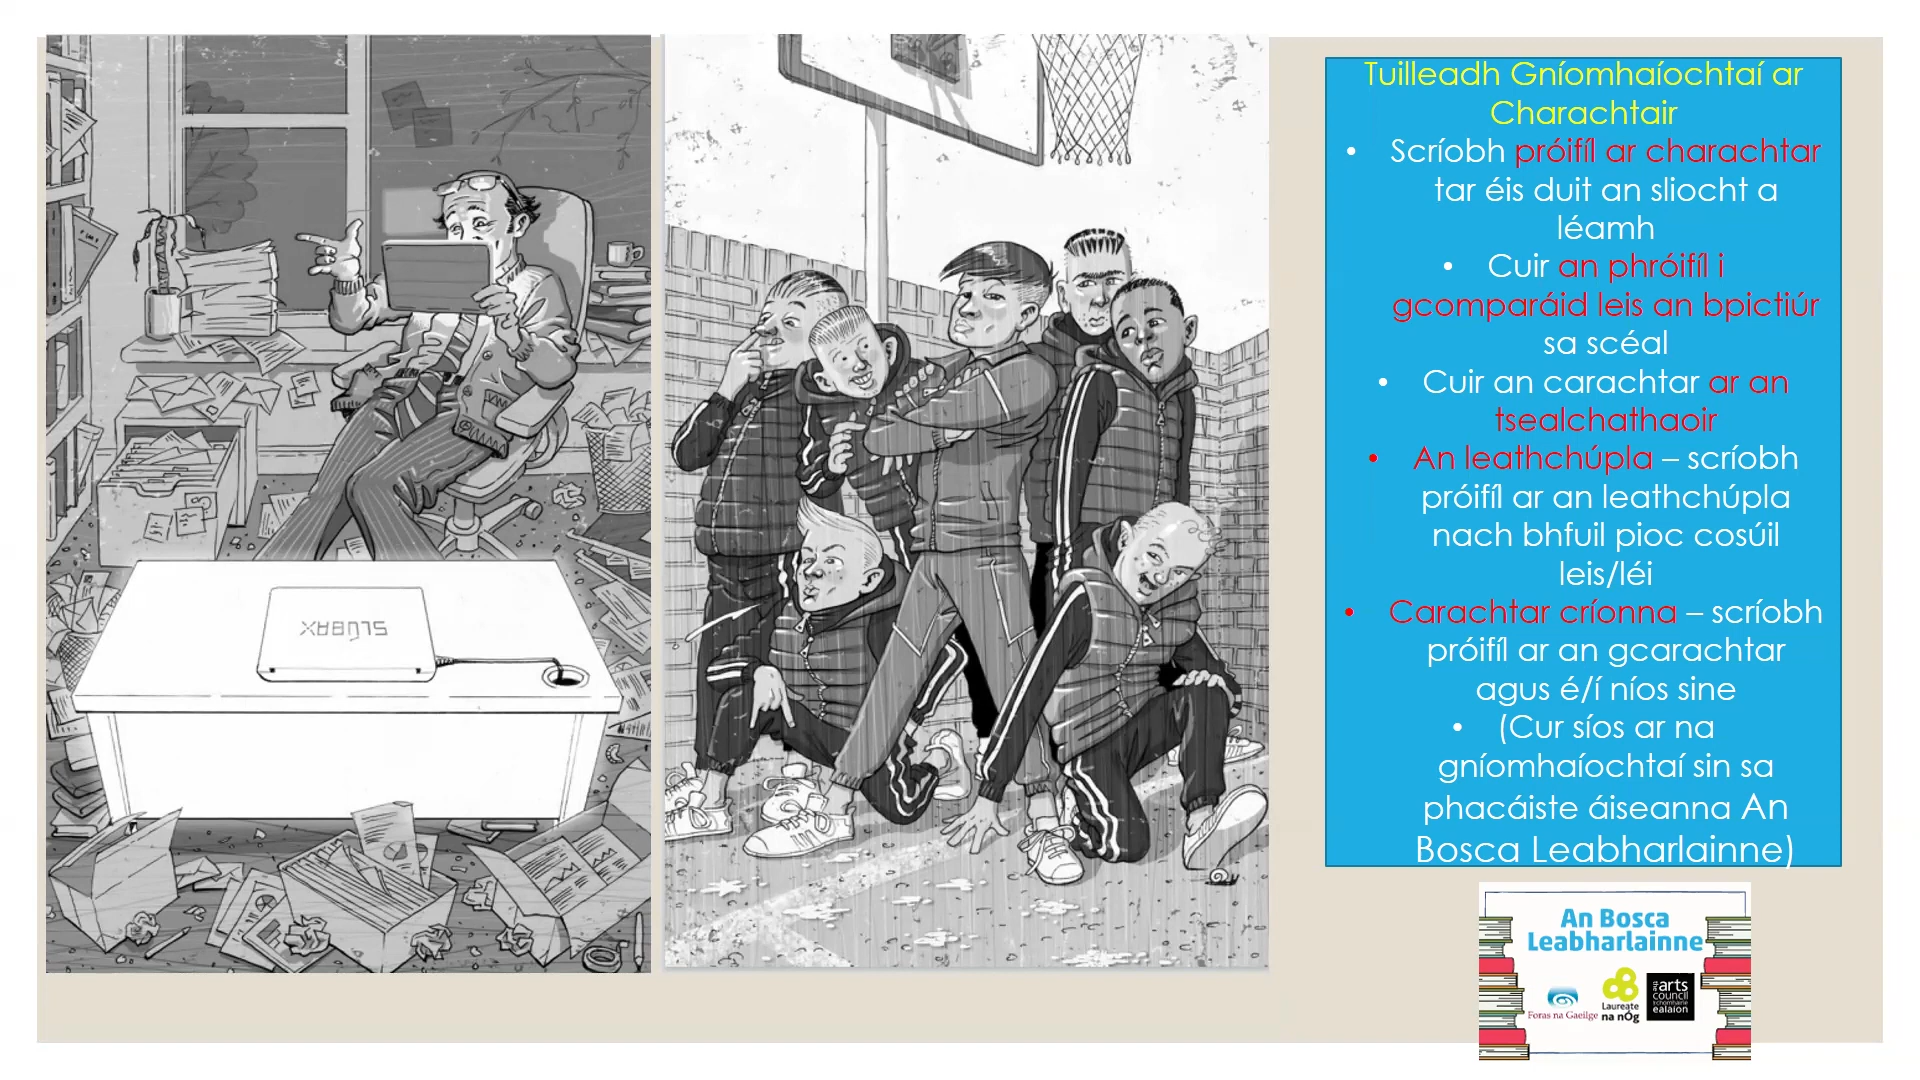 Tuilleadh Gníomhaíochtaí ar
Charachtair
• Scríobh próifíl ar charachtar
tar éis duit an sliocht a
léamh
• Cuir an phróifíl i
gcomparáid leis an bpictiúr
sa scéal
• Cuir an carachtar ar an
tsealchathaoir
• An leathchúpla – scríobh
próifíl ar an leathchúpla
nach bhfuil pioc cosúil
leis/léi
• Carachtar críonna – scríobh
próifíl ar an gcarachtar
agus é/í níos sine
• (Cur síos ar na
gníomhaíochtaí sin sa
phacáiste áiseanna An
Bosca Leabharlainne)
An Bosca
Leabharlainne
Foras na Gaeilge
Laureate
na nÓg
the arts
council
ealaíon